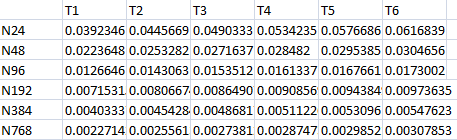 T1 T2 T3 T4 T5 T6
N24 0.0392346 0.0445669 0.0490333 0.0534235 0.0576686 0.0616839
N48 0.0223648 0.0253282 0.0271637 0.028482 0.0295385 0.0304656
N96 0.0126646 0.0143063 0.0153512 0.0161337 0.0167661 0.0173002
N192 0.0071531 0.0080667 0.0086490 0.0090856 0.0094384 0.00973635
N384 0.0040333 0.0045428 0.0048681 0.0051122 0.0053096 0.00547623
N768 0.0022714 0.0025561 0.0027381 0.0028747 0.0029852 0.00307853